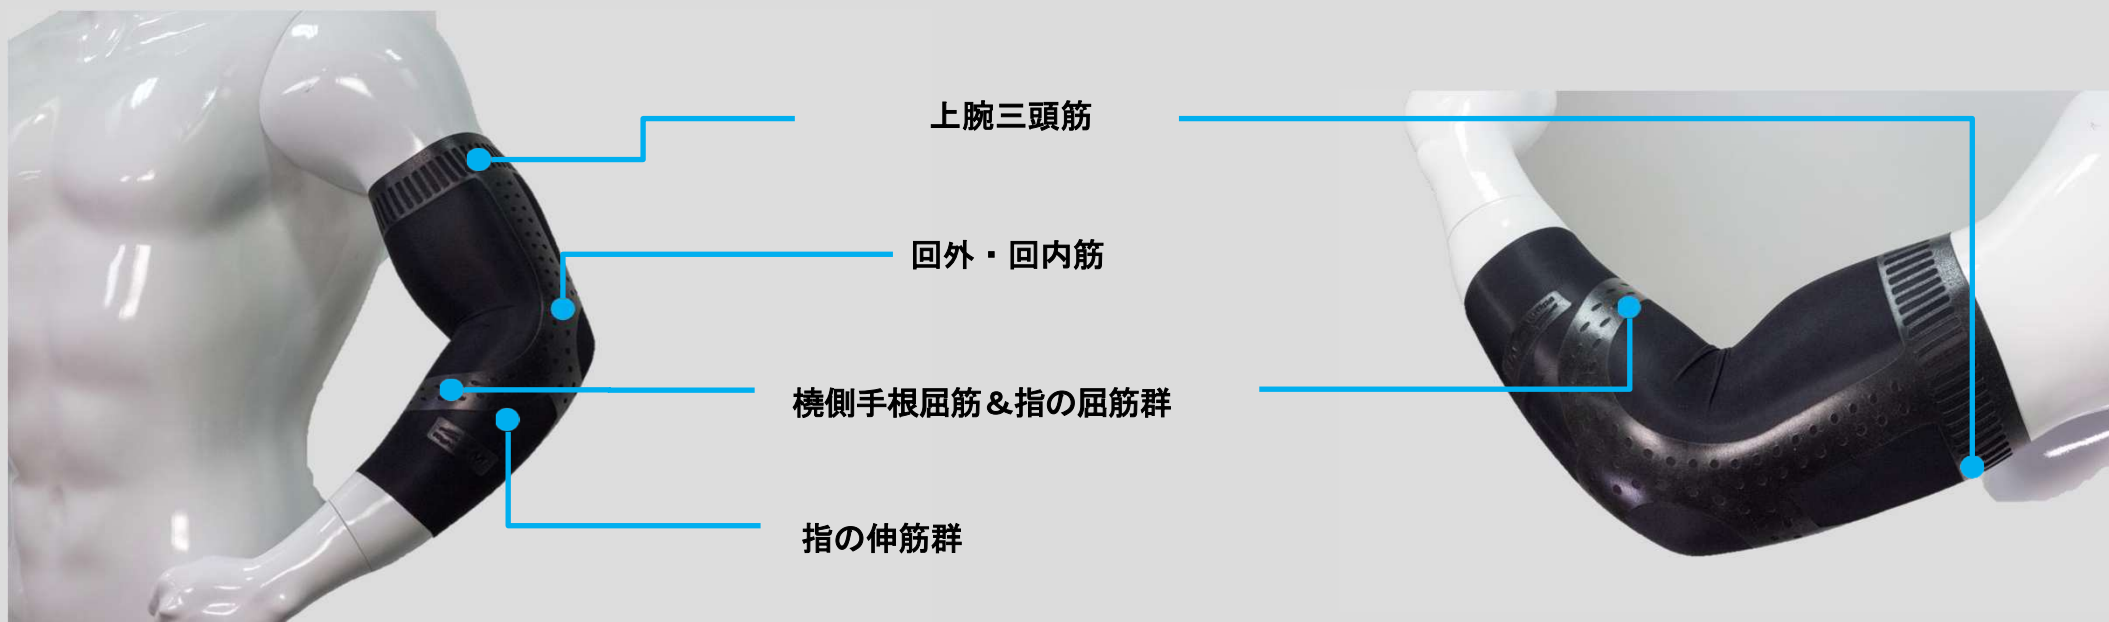 上腕三頭筋
回外・回内筋
橈側手根屈筋＆指の屈筋群
指の伸筋群